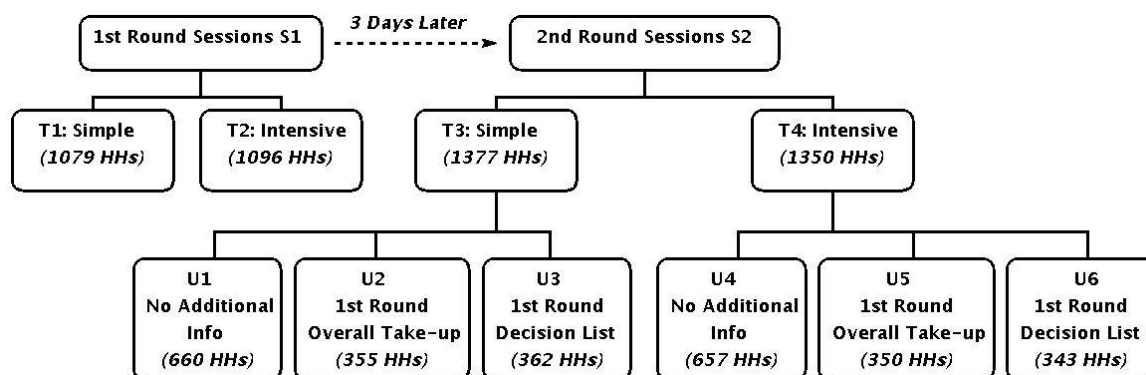 3 Days Later
1st Round Sessions S1
2nd Round Sessions S2
T1: Simple
(1079 HHs)
T2: Intensive
(1096 HHs)
T3: Simple
(1377 HHs)
T4: Intensive
(1350 HHs)
U1
No Additional
Info
(660 HHs)
U2
1st Round
Overall Take-up
(355 HHs)
U3
1st Round
Decision List
(362 HHs)
U4
No Additional
Info
(657 HHs)
U5
1st Round
Overall Take-up
(350 HHs)
U6
1st Round
Decision List
(343 HHs)